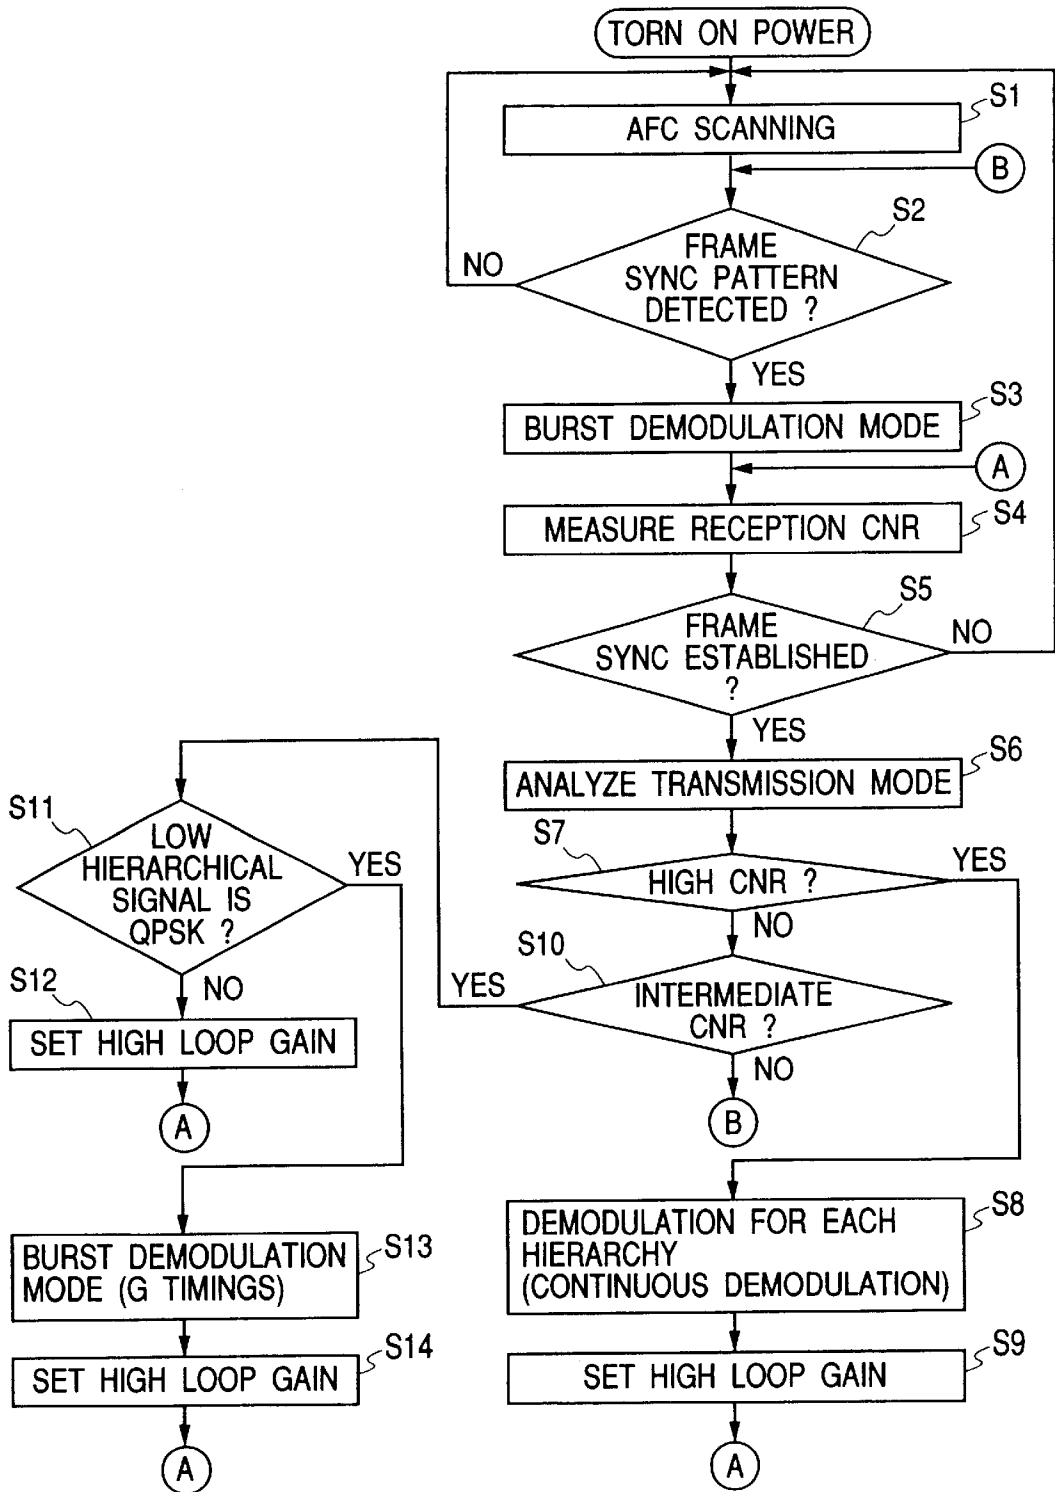 TORN ON POWER
S1
AFC SCANNING
B
S2
FRAME
SYNC PATTERN
DETECTED ?
NO
YES
S3
BURST DEMODULATION MODE
A
S4
MEASURE RECEPTION CNR
S5
FRAME
SYNC ESTABLISHED
?
NO
YES
S6
ANALYZE TRANSMISSION MODE
S7
HIGH CNR ?
YES
NO
S10
INTERMEDIATE
CNR ?
YES
NO
B
S11
LOW
HIERARCHICAL
SIGNAL IS
QPSK ?
YES
NO
S12
SET HIGH LOOP GAIN
A
S13
BURST DEMODULATION
MODE (G TIMINGS)
S14
SET HIGH LOOP GAIN
A
S8
DEMODULATION FOR EACH
HIERARCHY
(CONTINUOUS DEMODULATION)
S9
SET HIGH LOOP GAIN
A